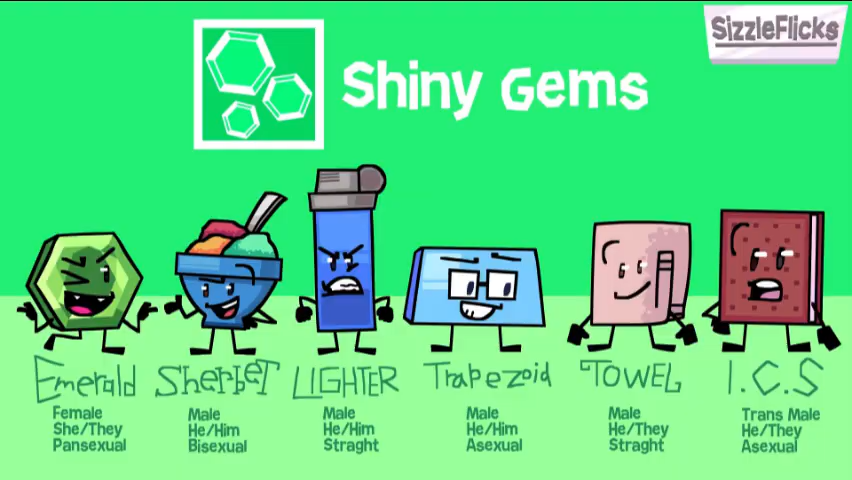 SizzleFlicks
Shiny Gems
Emerald
Female
She/They
Pansexual
SherbeT
Male
He/Him
Bisexual
LIGHTER
Male
He/Him
Straght
Trapezoid
Male
He/Him
Asexual
TOWEL
Male
He/They
Straght
I.C.S
Trans Male
He/They
Asexual